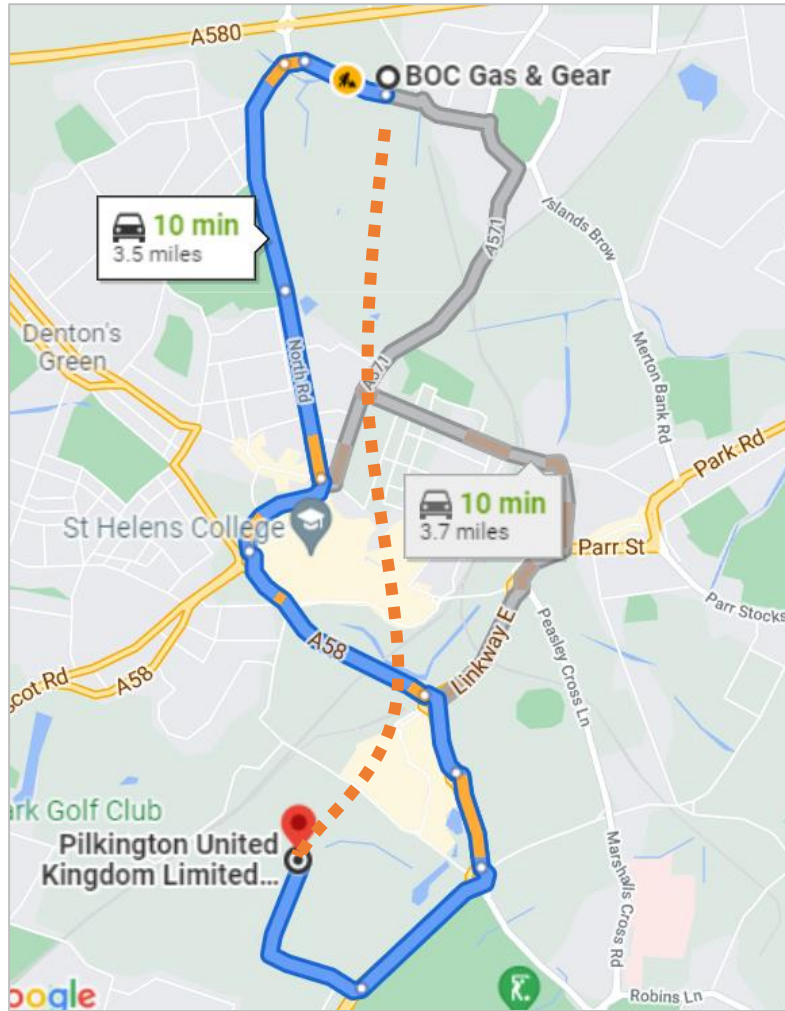 A580
BOC Gas & Gear
10 min
3.5 miles
Islands Brow
A571
Denton's
Green
North Rd
A571
Merton Bank Rd
Park Rd
10 min
3.7 miles
St Helens College
Parr St
Parr Stocks
Peasley Cross Ln
A58
Linkway E
scot Rd
A58
ark Golf Club
Pilkington United
Kingdom Limited...
Marshalls Cross Rd
oogle
Robins Ln